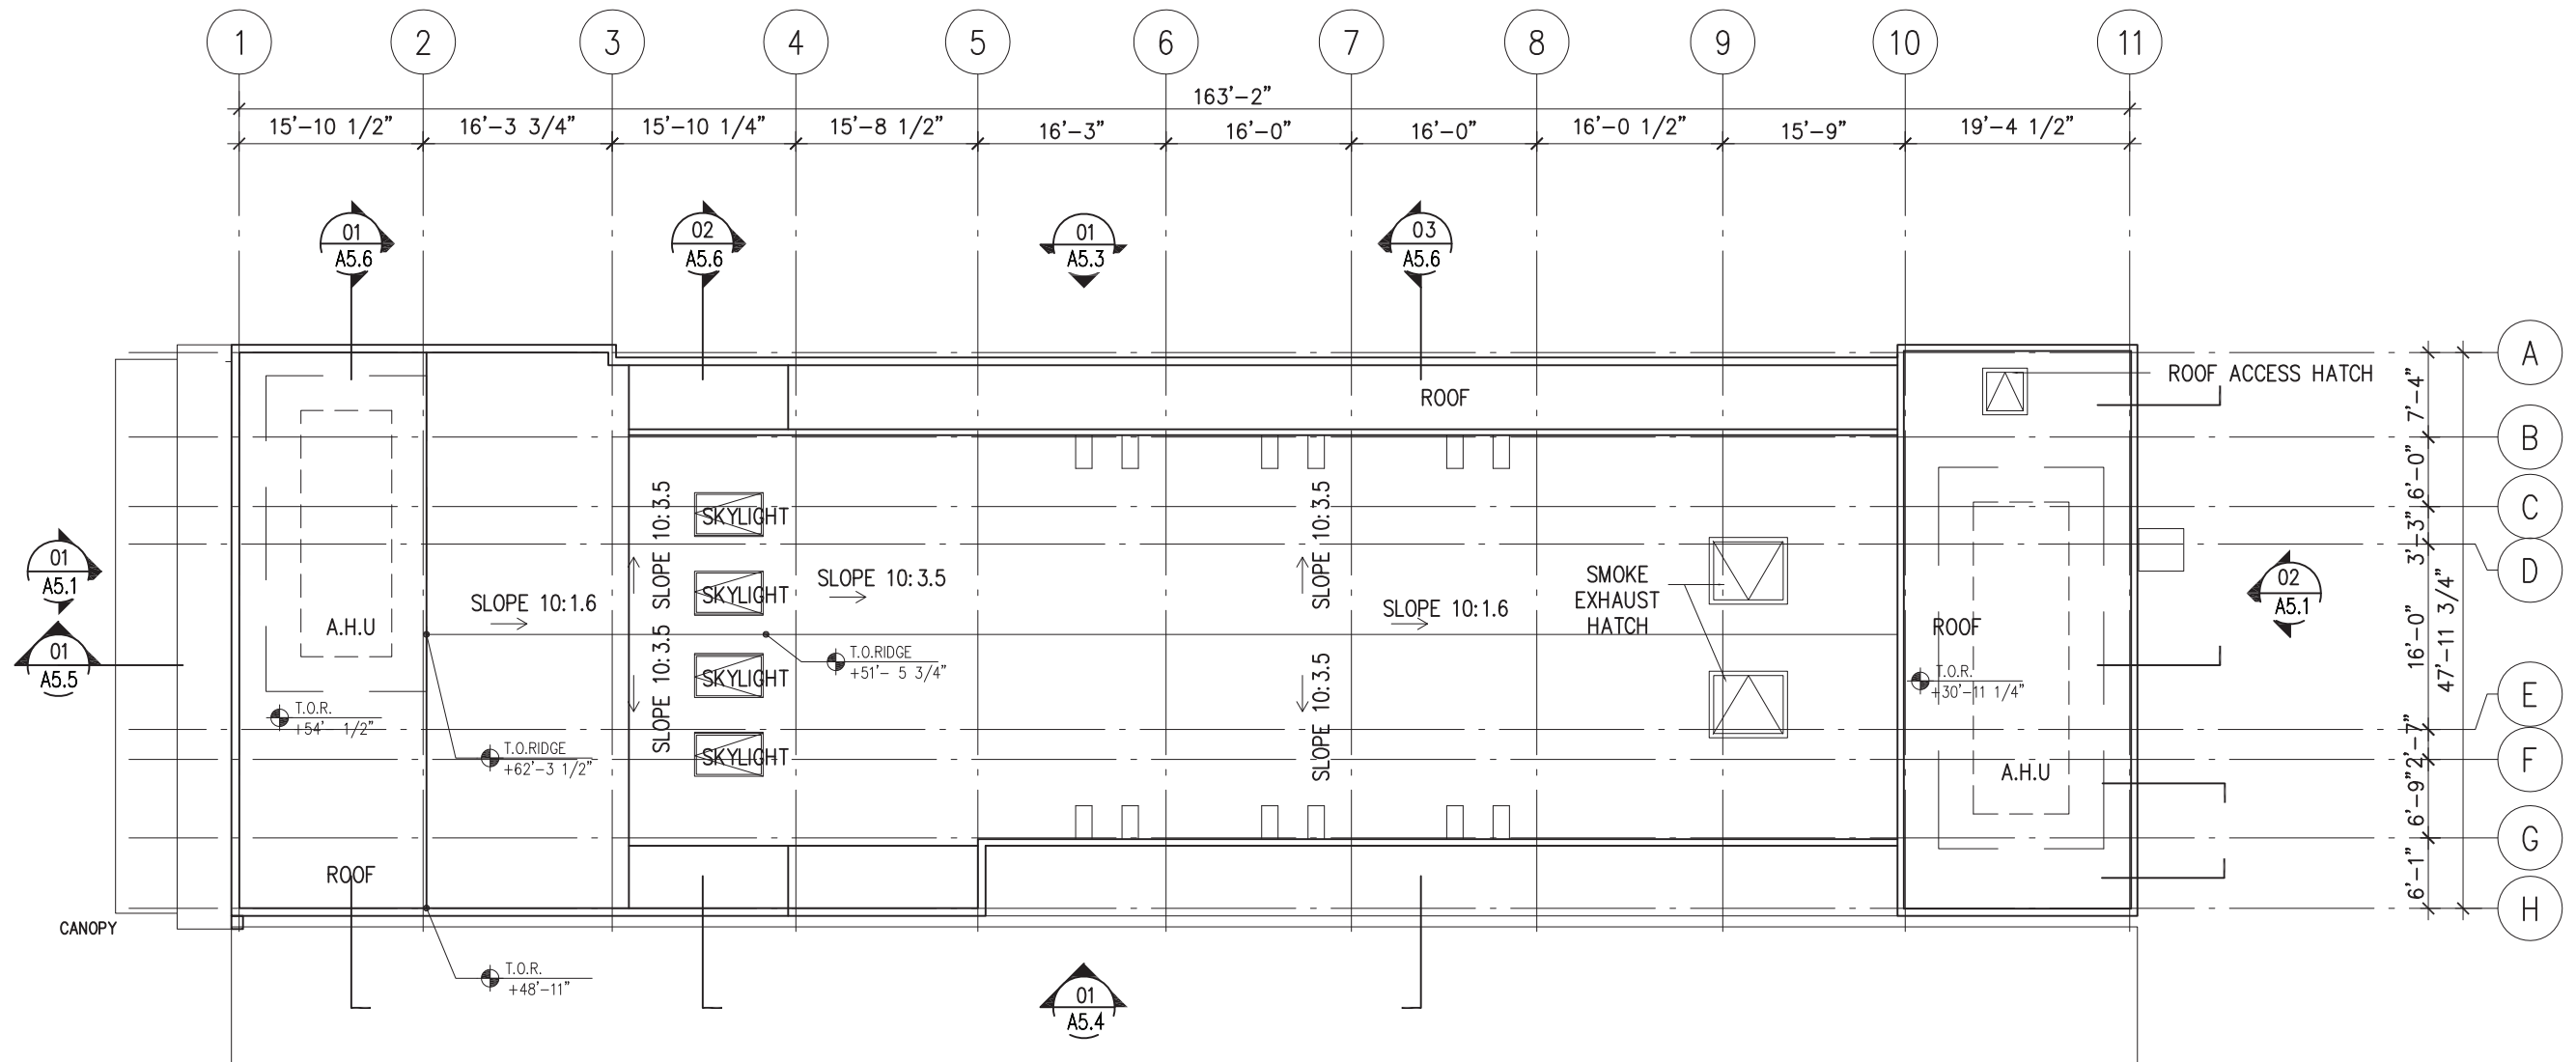 1 2 3 4 5 6 7 8 9 10 11
163'-2"
15'-10 1/2" 16'-3 3/4" 15'-10 1/4" 15'-8 1/2" 16'-3" 16'-0" 16'-0" 16'-0 1/2" 15'-9" 19'-4 1/2"
01
A5.6
02
A5.6
01
A5.3
03
A5.6
A
ROOF ACCESS HATCH
7'-4"
ROOF
B
6'-0"
C
SLOPE 10:3.5
SKYLIGHT
SLOPE 10:3.5
3'-3"
D
01
A5.1
SKYLIGHT
SLOPE 10:3.5
SMOKE
EXHAUST
HATCH
02
A5.1
SLOPE 10:1.6
SLOPE 10:1.6
A.H.U
ROOF
16'-0"
47'-11 3/4"
01
A5.5
SLOPE 10:3.5
SKYLIGHT
T.O.RIDGE
+51'- 5 3/4"
SLOPE 10:3.5
T.O.R.
+30'-11 1/4"
E
T.O.R.
+54'- 1/2"
T.O.RIDGE
+62'-3 1/2"
SKYLIGHT
2'-7"
F
A.H.U
6'-9"
G
ROOF
6'-1"
H
CANOPY
T.O.R.
+48'-11"
01
A5.4